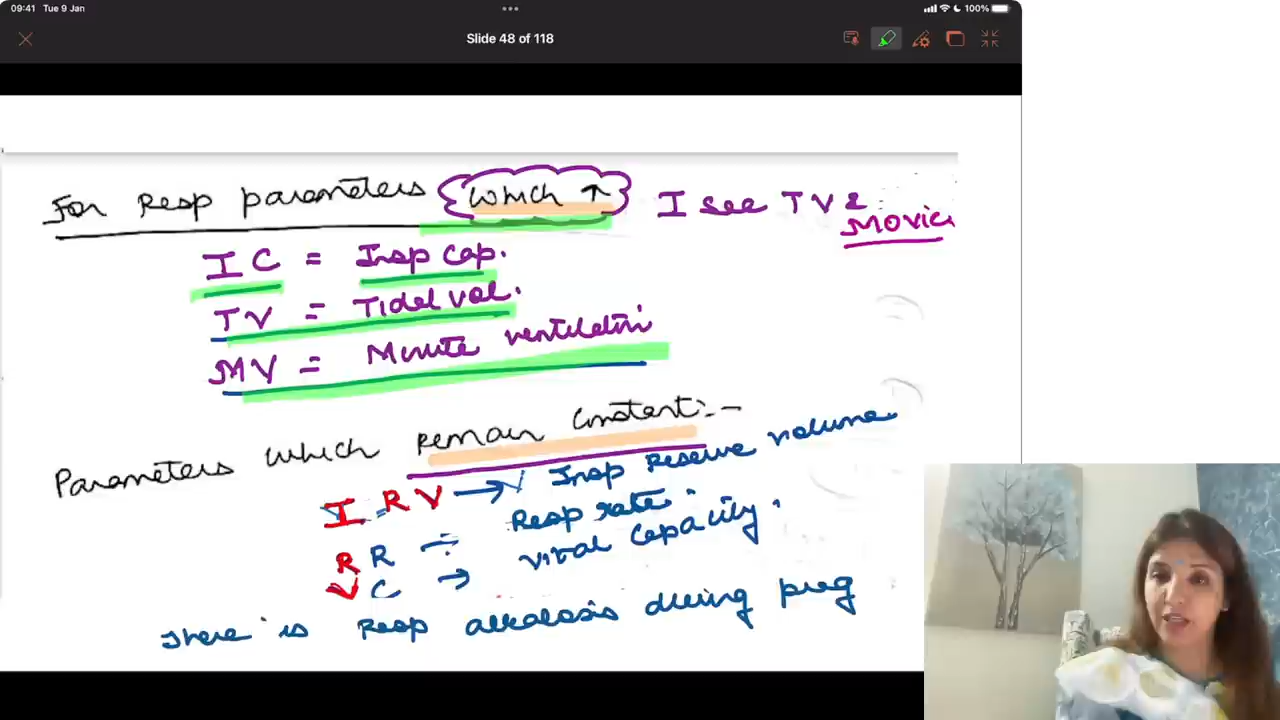 09:41 Tue 9 Jan
100%
Slide 48 of 118
For Resp parameters which ↑
I see TV &
Movies
IC = Insp Cap.
TV = Tidal vol.
MV = Minute ventilation
Parameters which remain constant:-
IRV → Insp Reserve volume
RR ÷ Resp rate
VC → Vital Capacity.
There is Resp alkalosis during preg